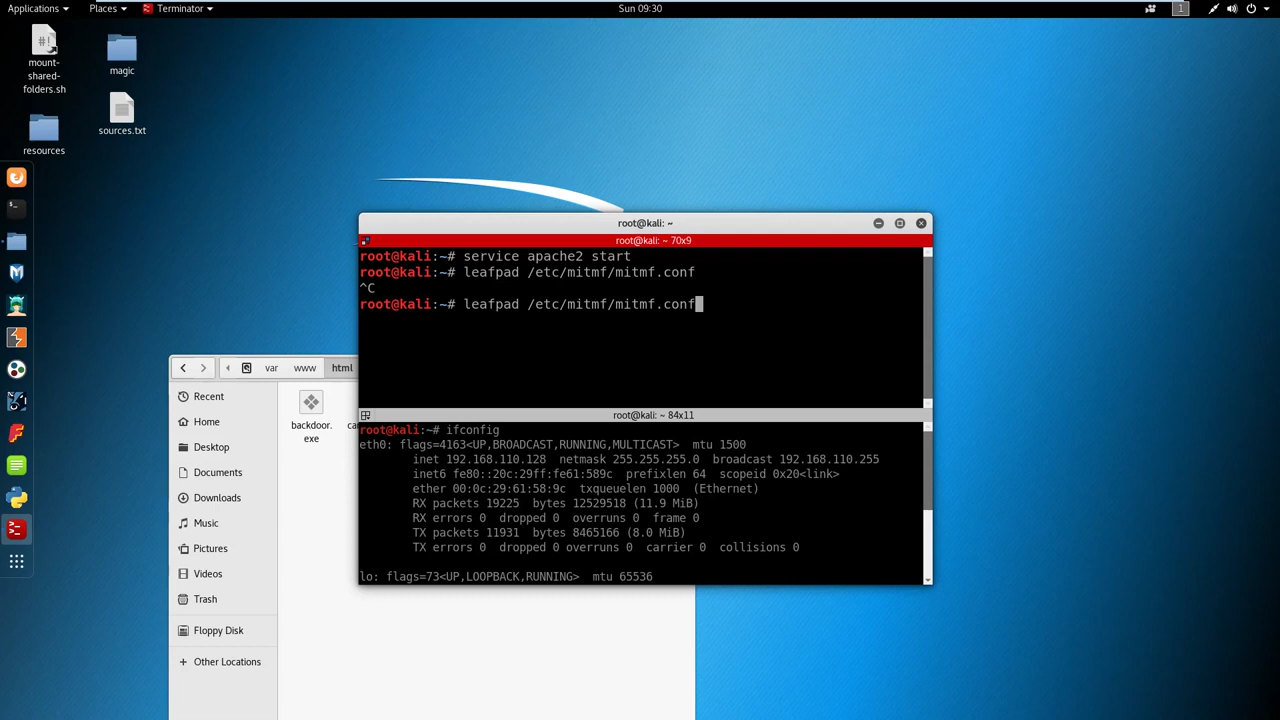 Applications
Places
Terminator
Sun 09:30
1
mount-
shared-
folders.sh
magic
sources.txt
resources
root@kali: ~
root@kali: ~ 70x9
root@kali:~# service apache2 start
root@kali:~# leafpad /etc/mitmf/mitmf.conf
^C
root@kali:~# leafpad /etc/mitmf/mitmf.conf
var
www
html
Recent
Home
Desktop
Documents
Downloads
Music
Pictures
Videos
Trash
Floppy Disk
+ Other Locations
backdoor.
exe
ca
root@kali: ~ 84x11
root@kali:~# ifconfig
eth0: flags=4163<UP,BROADCAST,RUNNING,MULTICAST>  mtu 1500
inet 192.168.110.128  netmask 255.255.255.0  broadcast 192.168.110.255
inet6 fe80::20c:29ff:fe61:589c  prefixlen 64  scopeid 0x20<link>
ether 00:0c:29:61:58:9c  txqueuelen 1000  (Ethernet)
RX packets 19225  bytes 12529518 (11.9 MiB)
RX errors 0  dropped 0  overruns 0  frame 0
TX packets 11931  bytes 8465166 (8.0 MiB)
TX errors 0  dropped 0 overruns 0  carrier 0  collisions 0
lo: flags=73<UP,LOOPBACK,RUNNING>  mtu 65536